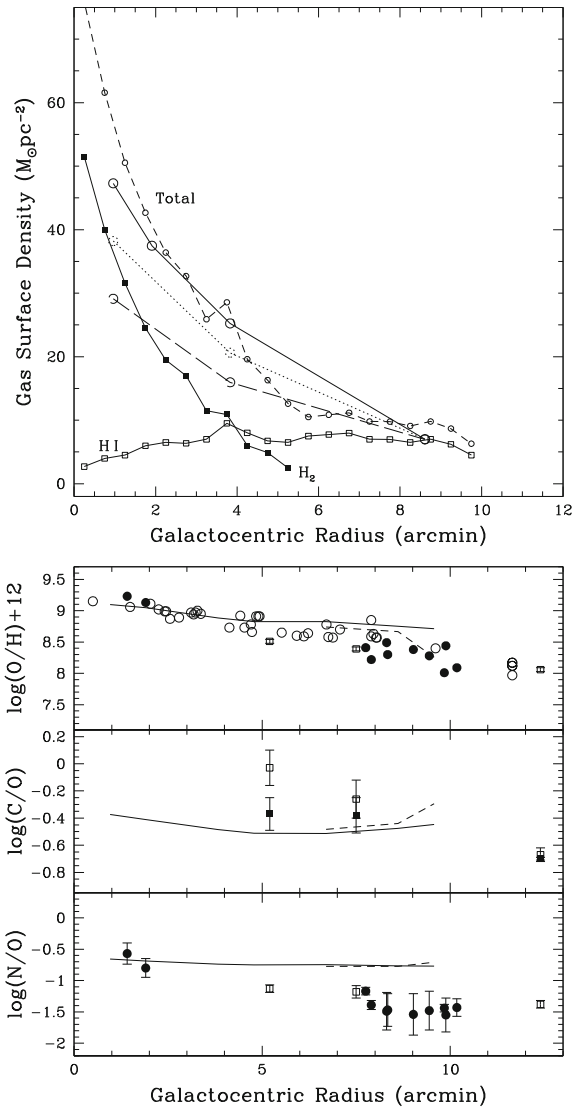 Gas Surface Density (M⊙pc⁻²)
60
40
20
0
Total
HI
H₂
0 2 4 6 8 10 12
Galactocentric Radius (arcmin)
log(O/H)+12
9.5
9
8.5
8
7.5
log(C/O)
0.2
0
−0.2
−0.4
−0.6
−0.8
log(N/O)
0
−0.5
−1
−1.5
−2
0 5 10
Galactocentric Radius (arcmin)